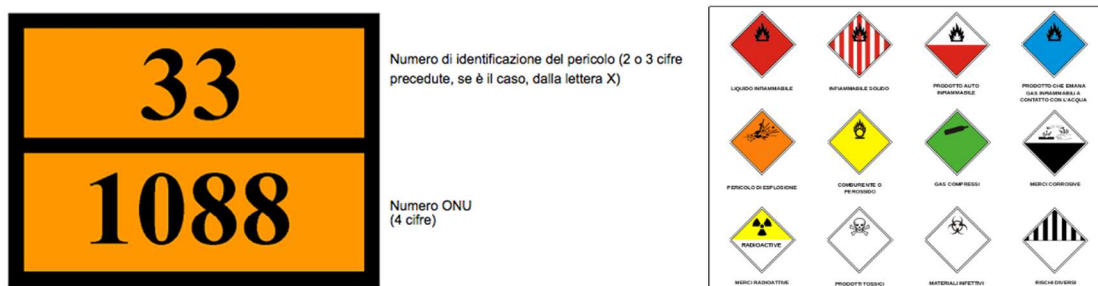 33
1088
Numero di identificazione del pericolo (2 o 3 cifre
precedute, se è il caso, dalla lettera X)
Numero ONU
(4 cifre)
LIQUIDO INFIAMMABILE
INFIAMMABILE SOLIDO
PRODOTTO AUTO
INFIAMMABILE
PRODOTTO CHE EMANA
GAS INFIAMMABILI A
CONTATTO CON L'ACQUA
PERICOLO DI ESPLOSIONE
COMBURENTE O
PEROSSIDO
GAS COMPRESSI
MERCI CORROSIVE
RADIOACTIVE
MERCI RADIOATTIVE
PRODOTTI TOSSICI
MATERIALI INFETTIVI
RISCHI DIVERSI